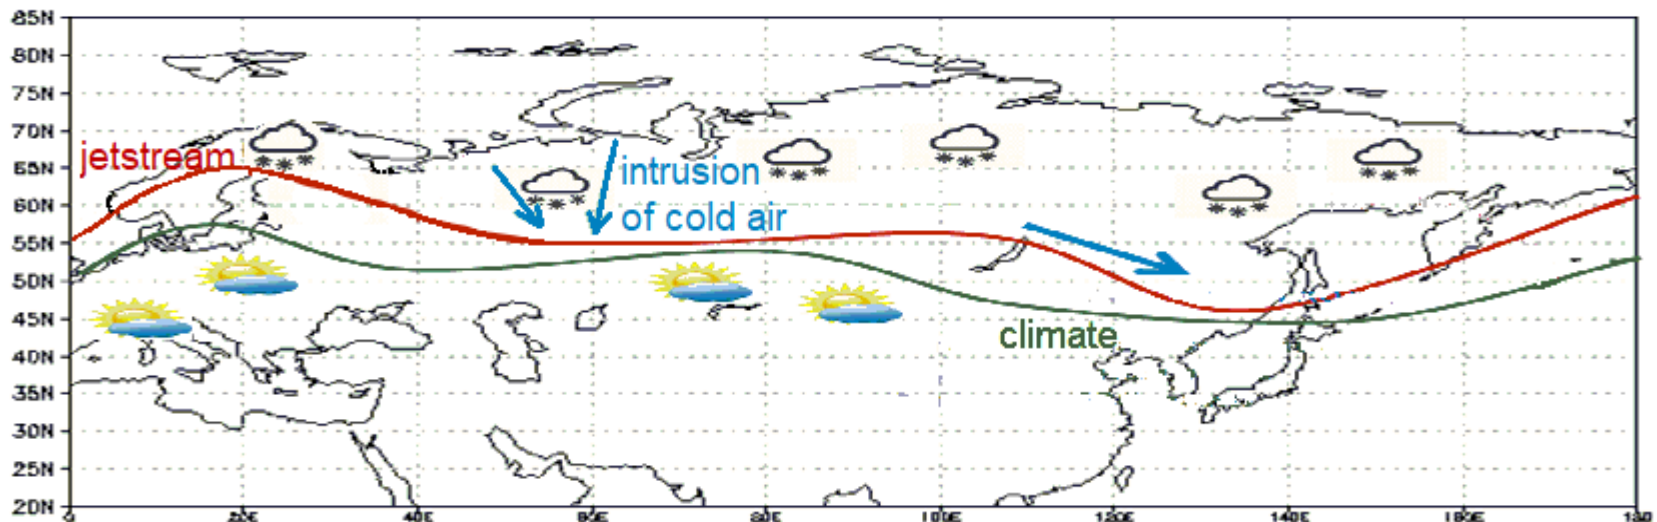 85N
80N
75N
70N
65N
60N
55N
50N
45N
40N
35N
30N
25N
20N
jetstream
intrusion
of cold air
climate
0
20E
40E
60E
80E
100E
120E
140E
160E
180